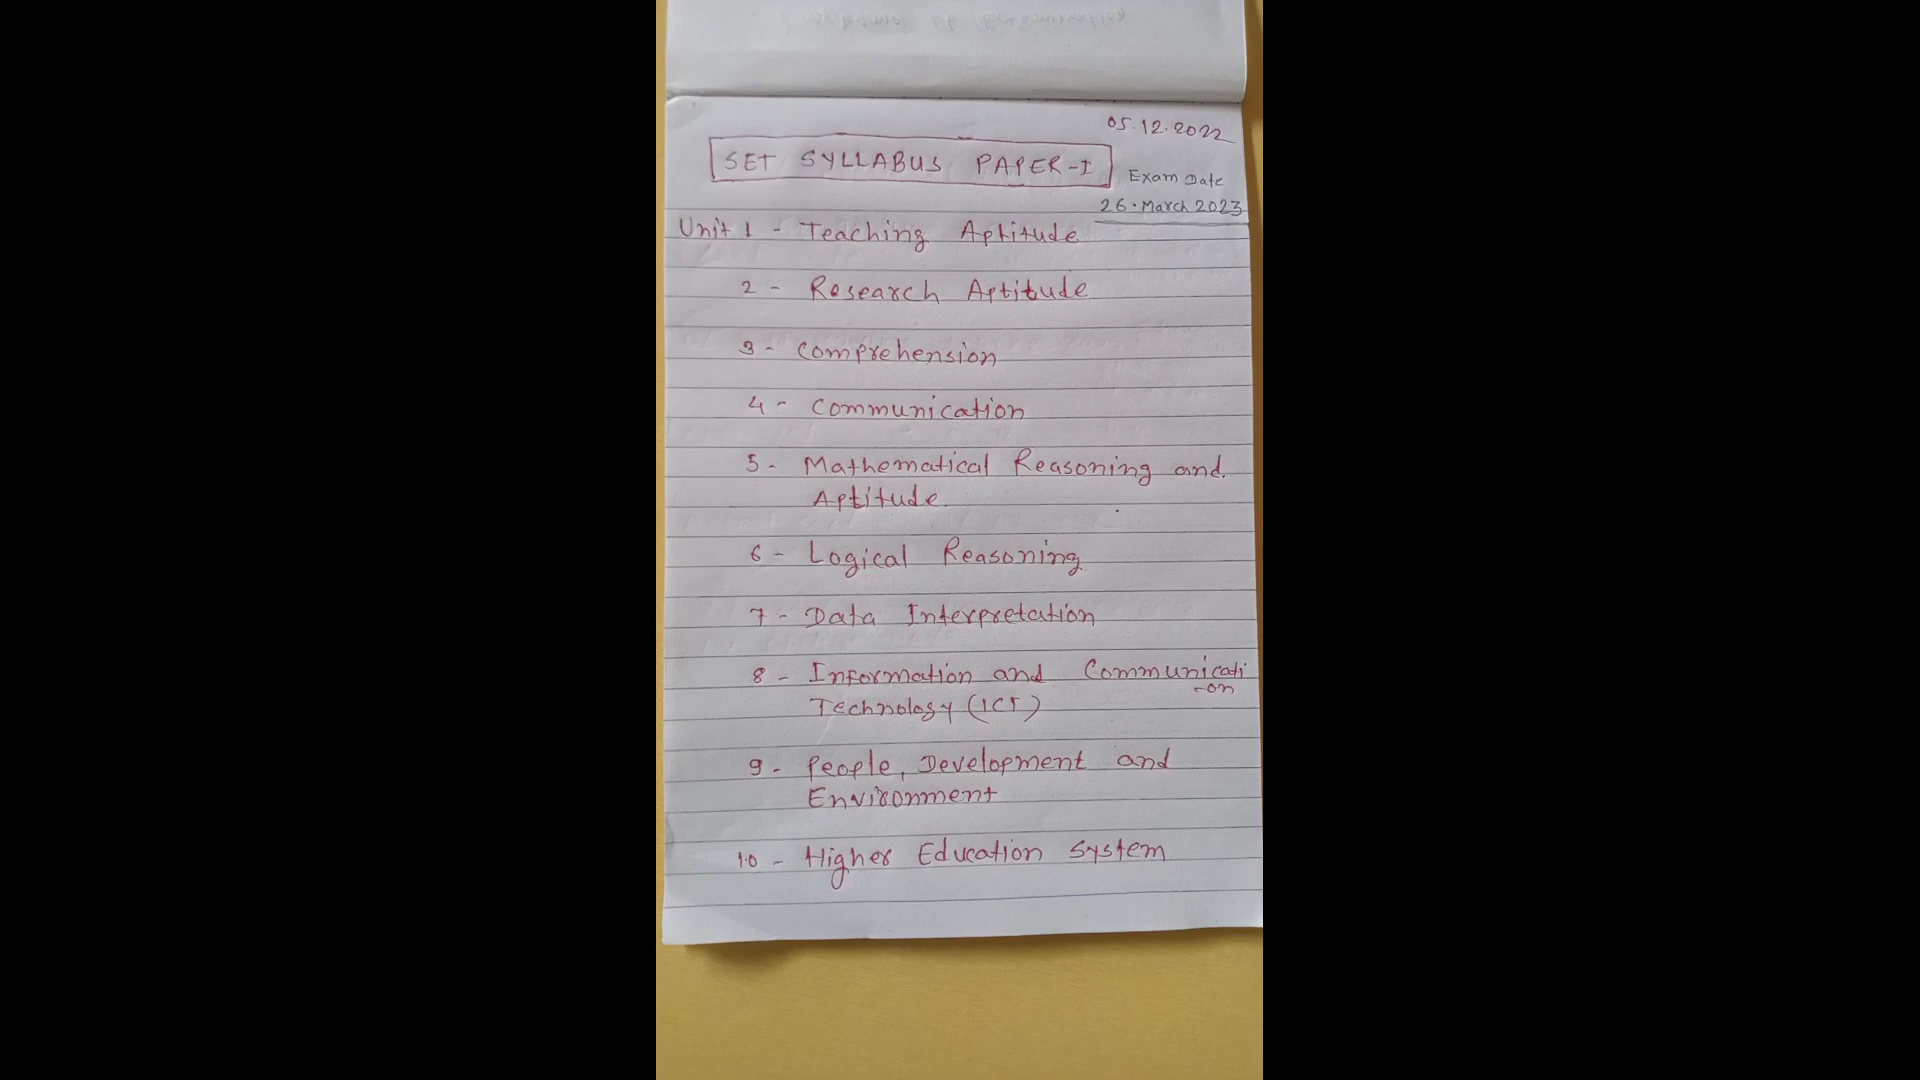 05.12.2022
SET SYLLABUS PAPER-I
Exam Date
26. March 2023
Unit 1 - Teaching Aptitude
2 - Research Aptitude
3 - Comprehension
4 - Communication
5 - Mathematical Reasoning and
Aptitude.
6 - Logical Reasoning
7 - Data Interpretation
8 - Information and Communicati
-on
Technology (ICT)
9 - People, Development and
Environment
10 - Higher Education System